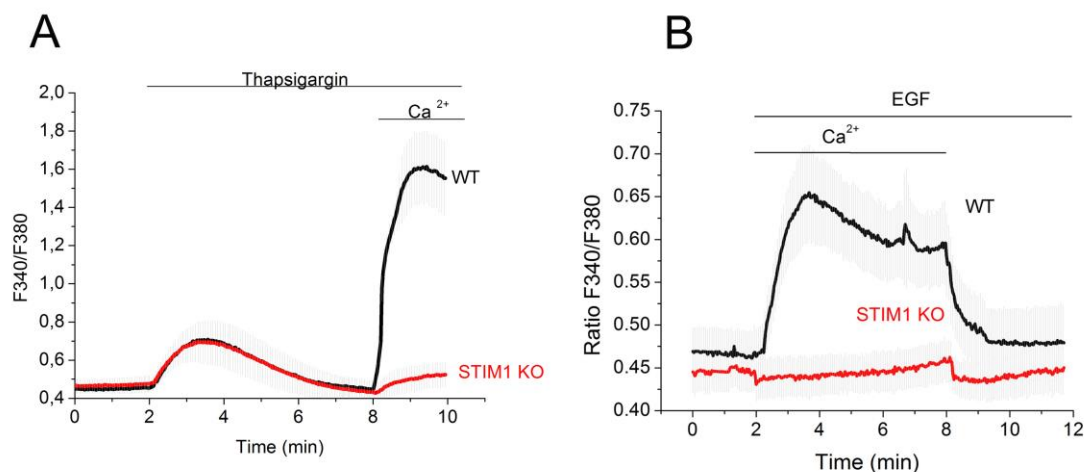 A
Thapsigargin
Ca 2+
2,0
1,8
1,6
1,4
1,2
1,0
0,8
0,6
0,4
F340/F380
WT
STIM1 KO
0 2 4 6 8 10
Time (min)
B
EGF
Ca2+
0.75
0.70
0.65
0.60
0.55
0.50
0.45
0.40
Ratio F340/F380
WT
STIM1 KO
0 2 4 6 8 10 12
Time (min)